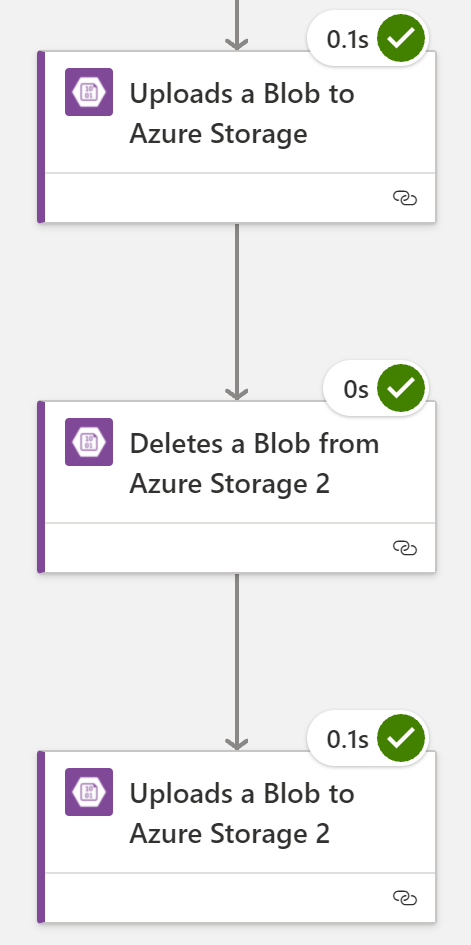 0.1s
Uploads a Blob to
Azure Storage
0s
Deletes a Blob from
Azure Storage 2
0.1s
Uploads a Blob to
Azure Storage 2